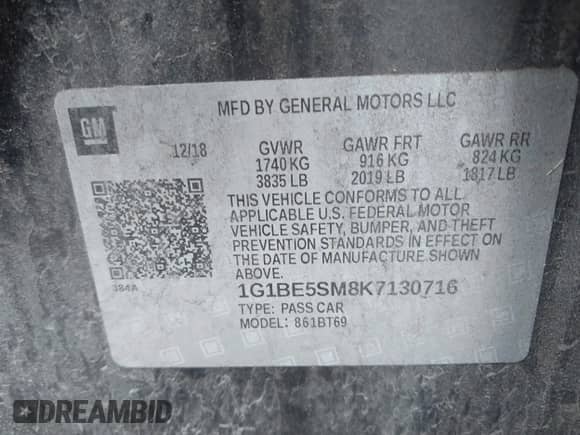 MFD BY GENERAL MOTORS LLC
GM
12/18 GVWR GAWR FRT GAWR RR
1740 KG 916 KG 824 KG
3835 LB 2019 LB 1817 LB
THIS VEHICLE CONFORMS TO ALL
APPLICABLE U.S. FEDERAL MOTOR
VEHICLE SAFETY, BUMPER, AND THEFT
PREVENTION STANDARDS IN EFFECT ON
THE DATE OF MANUFACTURE SHOWN
ABOVE.
384A
1G1BE5SM8K7130716
TYPE: PASS CAR
MODEL: 861BT69
DREAMBID